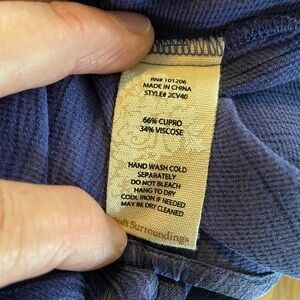 RN# 101206
MADE IN CHINA
STYLE# 2CV40
66% CUPRO
34% VISCOSE
HAND WASH COLD
SEPARATELY
DO NOT BLEACH
HANG TO DRY
COOL IRON IF NEEDED
MAY BE DRY CLEANED
Soft Surroundings